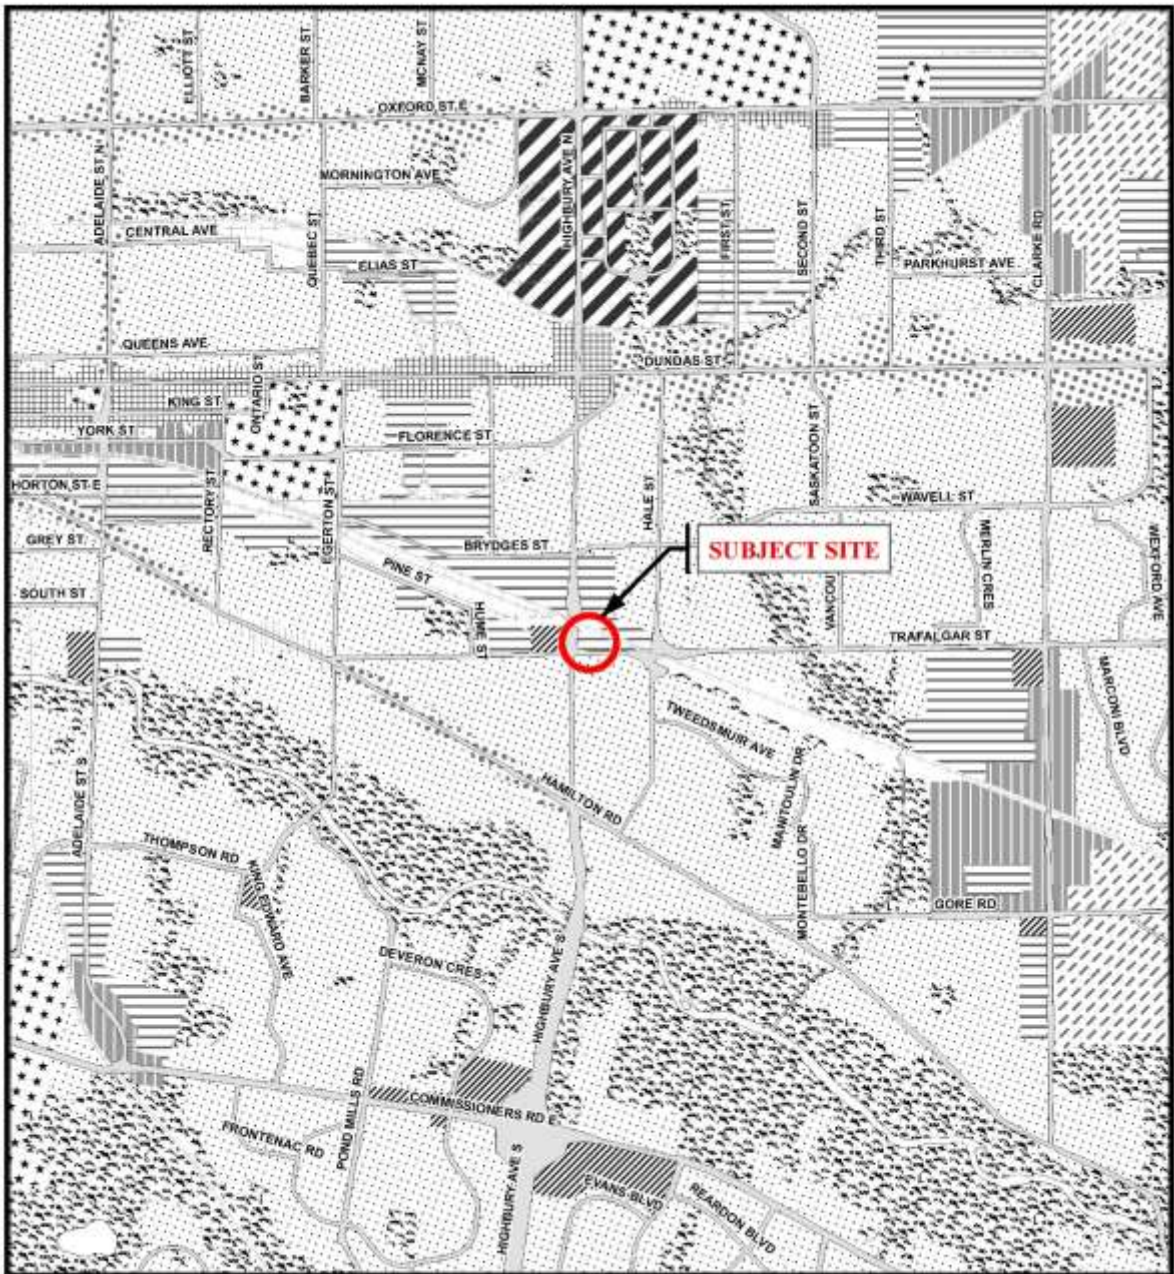 ELLIOTT ST
BARKER ST
MCNAY ST
OXFORD ST E
ADELAIDE ST N
HIGHBURY AVE N
MORNINGTON AVE
CENTRAL AVE
QUEBEC ST
ELIAS ST
FIRST ST
SECOND ST
THIRD ST
PARKHURST AVE
CLARKE RD
QUEENS AVE
DUNDAS ST
ONTARIO ST
KING ST
YORK ST
FLORENCE ST
SASKATOON ST
HORTON ST E
RECTORY ST
EGERTON ST
HALE ST
WAVELL ST
GREY ST
BRYDGES ST
SUBJECT SITE
MERLIN CRES
WEXFORD AVE
PINE ST
SOUTH ST
HUME ST
VANCOU
TRAFALGAR ST
MARCONI BLVD
TWEEDSMUIR AVE
MANITOULIN DR
HAMILTON RD
ADELAIDE ST S
THOMPSON RD
KING EDWARD AVE
MONTEBELLO DR
GORE RD
DEVERON CRES
HIGHBURY AVE S
COMMISSIONERS RD E
POND MILLS RD
FRONTENAC RD
HIGHBURY AVE S
EVANS BLVD
REARDON BLVD